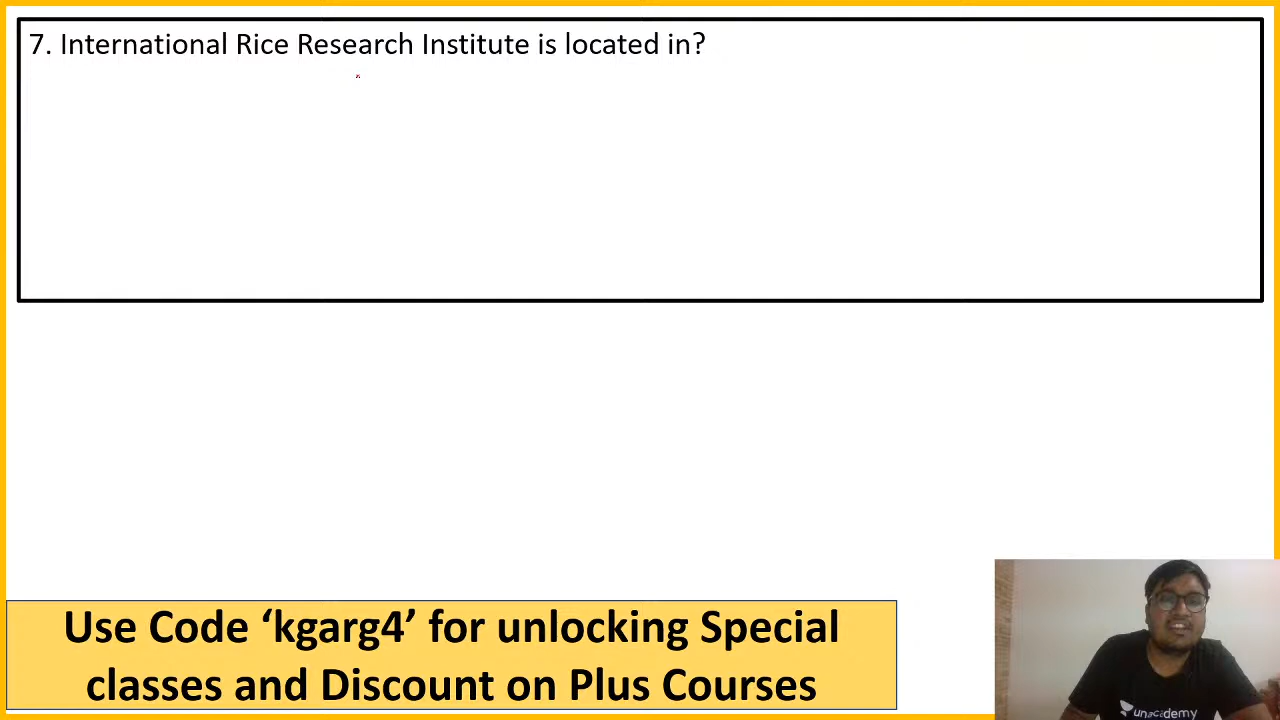 7. International Rice Research Institute is located in?
Use Code ‘kgarg4’ for unlocking Special
classes and Discount on Plus Courses
unacademy